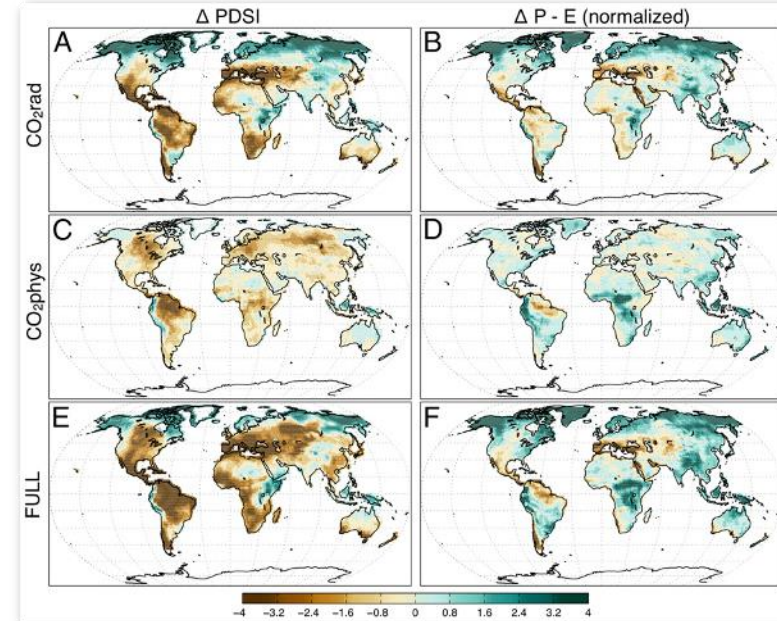 Δ PDSI
Δ P - E (normalized)
A
B
CO₂rad
C
D
CO₂phys
E
F
FULL
−4 −3.2 −2.4 −1.6 −0.8 0 0.8 1.6 2.4 3.2 4